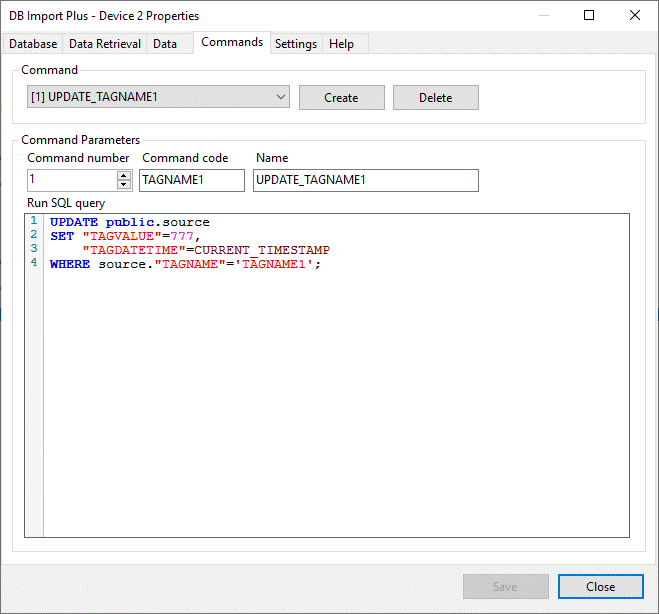 DB Import Plus - Device 2 Properties
Database Data Retrieval Data Commands Settings Help
Command
[1] UPDATE_TAGNAME1 Create Delete
Command Parameters
Command number Command code Name
1 TAGNAME1 UPDATE_TAGNAME1
Run SQL query
1 UPDATE public.source
2 SET "TAGVALUE"=777,
3 "TAGDATETIME"=CURRENT_TIMESTAMP
4 WHERE source."TAGNAME"='TAGNAME1';
Save Close